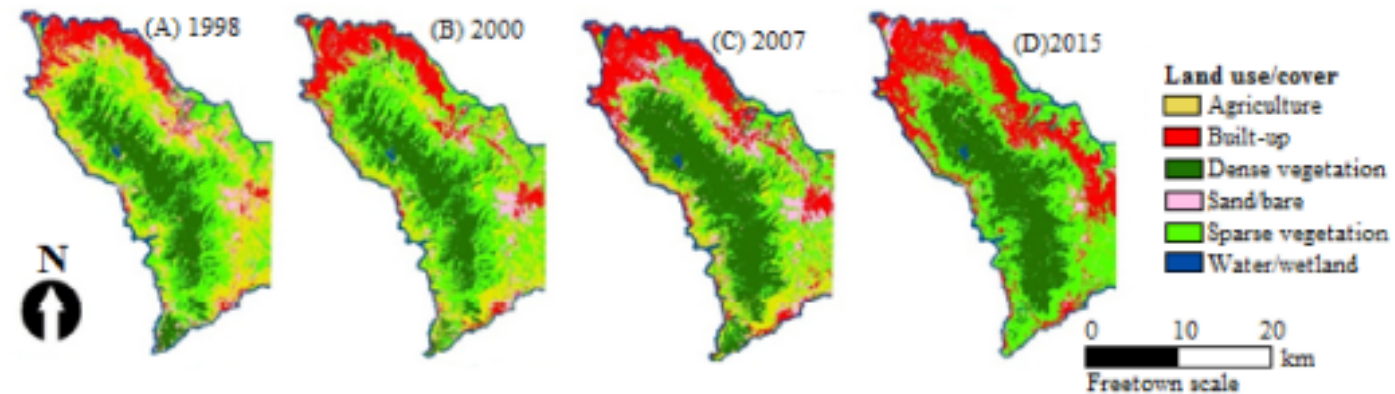 (A) 1998
(B) 2000
(C) 2007
(D)2015
Land use/cover
Agriculture
Built-up
Dense vegetation
Sand/bare
Sparse vegetation
Water/wetland
N
0 10 20
km
Freetown scale